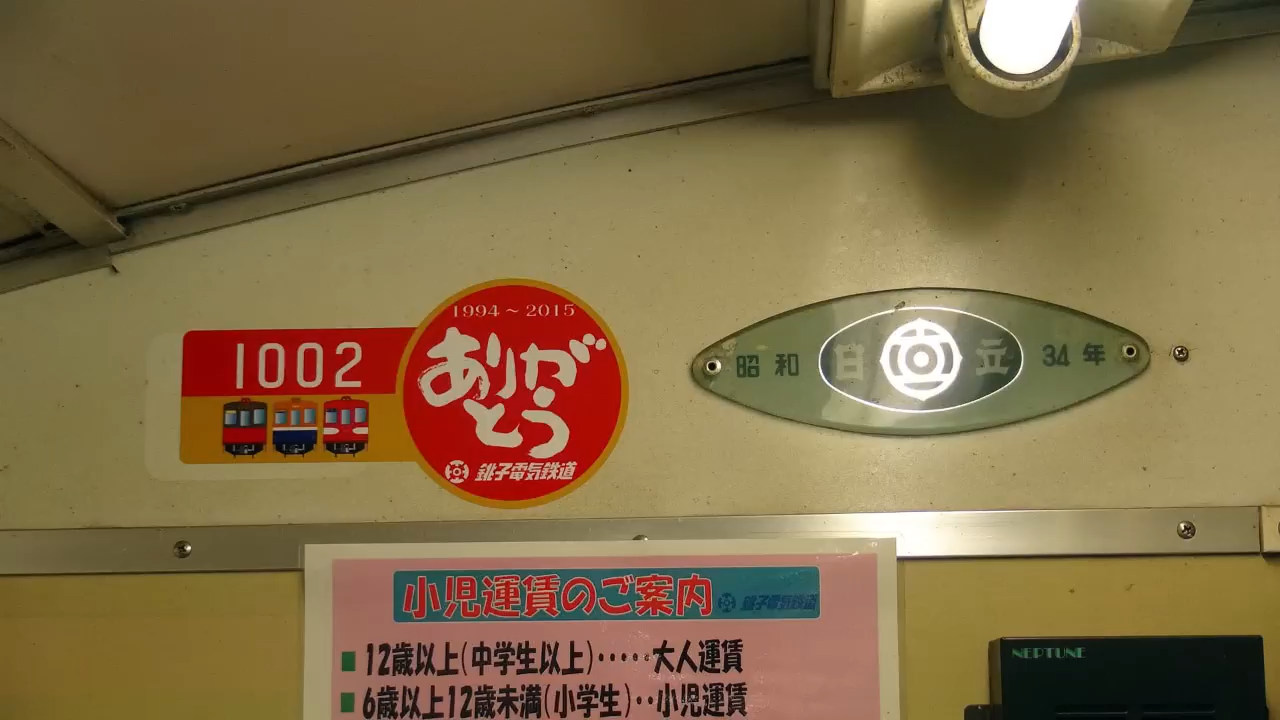 1002
1994～2015
ありが
とう
銚子電気鉄道
昭和 日立 34年
小児運賃のご案内 銚子電気鉄道
12歳以上(中学生以上)‥‥‥大人運賃
6歳以上12歳未満(小学生)‥小児運賃
NEPTUNE